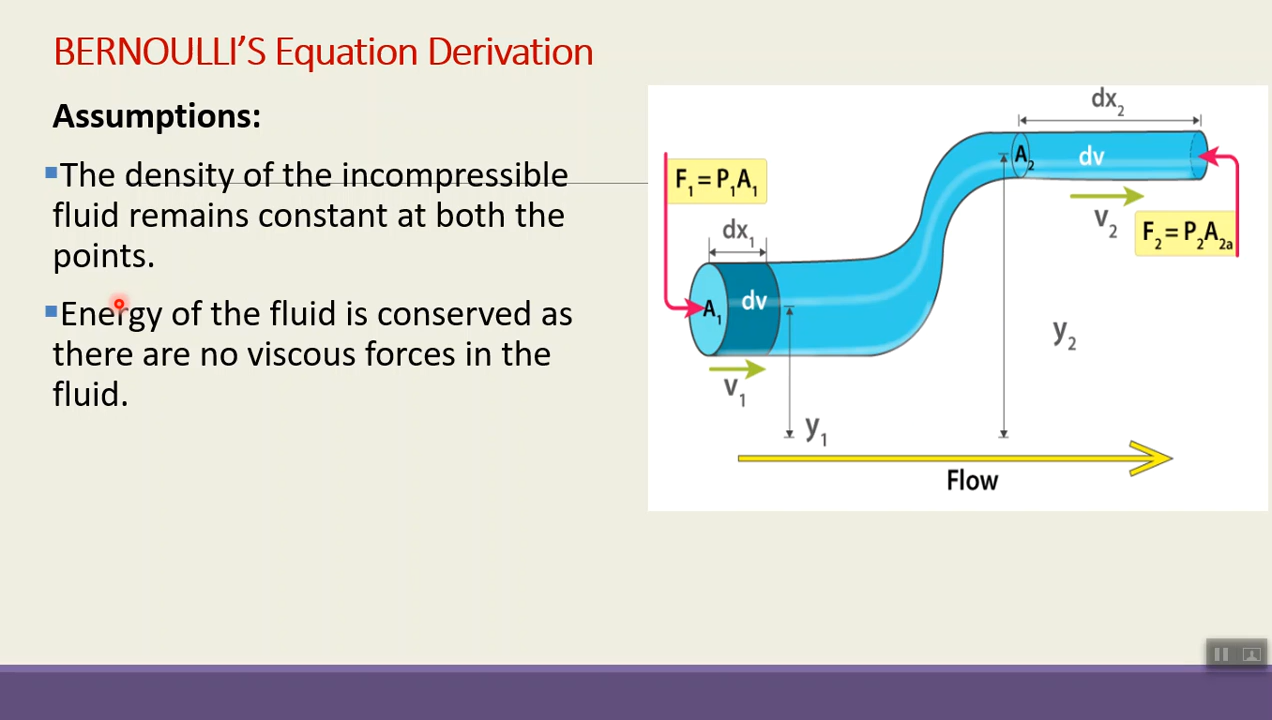 BERNOULLI'S Equation Derivation
Assumptions:
▪The density of the incompressible
fluid remains constant at both the
points.
▪Energy of the fluid is conserved as
there are no viscous forces in the
fluid.
dx₂
A₂
dv
F₁ = P₁A₁
V₂
F₂ = P₂A₂ₐ
dx₁
A₁
dv
y₂
V₁
y₁
Flow